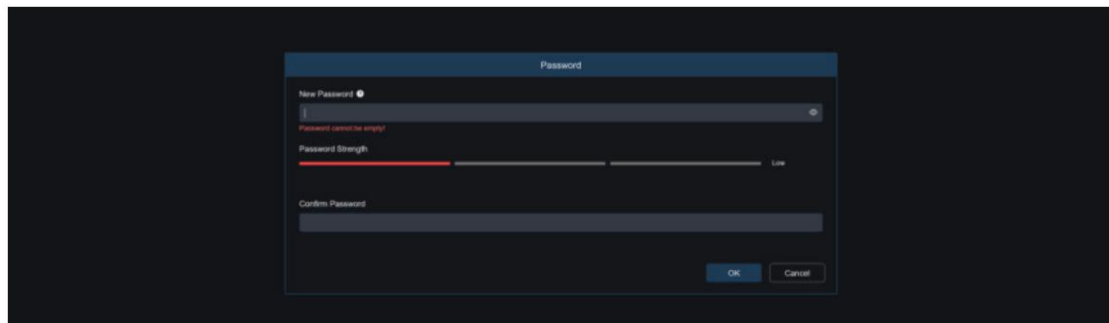 Password
New Password
Password cannot be empty!
Password Strength
Low
Confirm Password
OK
Cancel